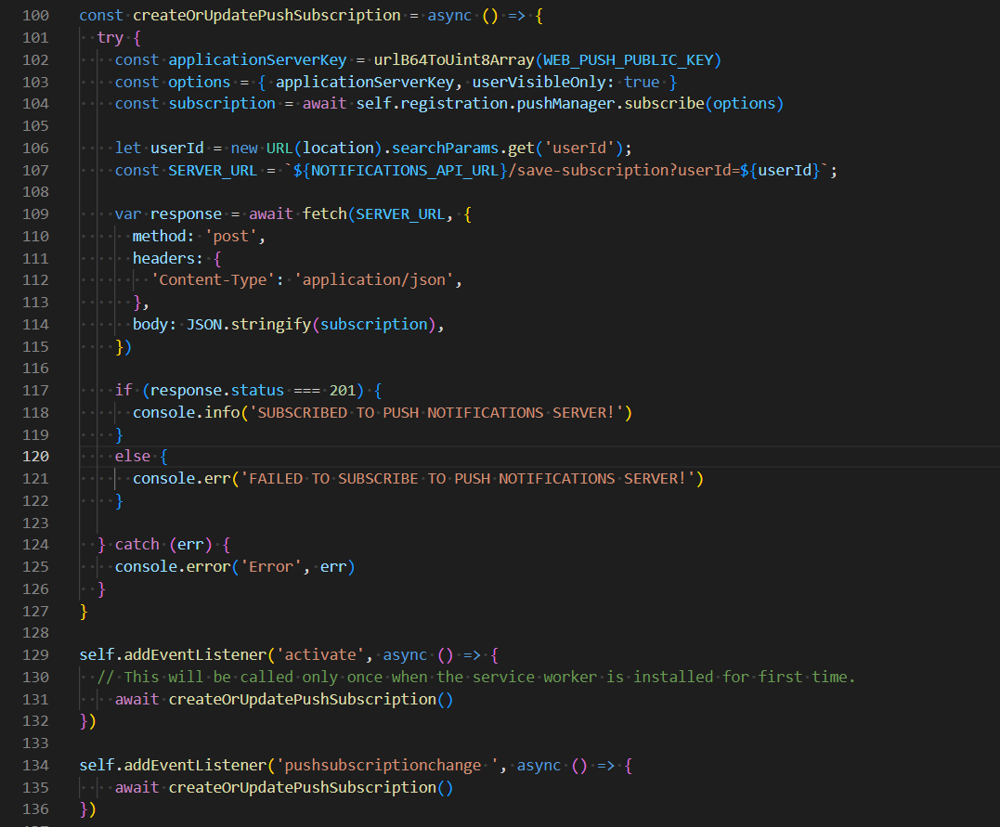 100 const createOrUpdatePushSubscription = async () => {
101   try {
102     const applicationServerKey = urlB64ToUint8Array(WEB_PUSH_PUBLIC_KEY)
103     const options = { applicationServerKey, userVisibleOnly: true }
104     const subscription = await self.registration.pushManager.subscribe(options)
105
106     let userId = new URL(location).searchParams.get('userId');
107     const SERVER_URL = `${NOTIFICATIONS_API_URL}/save-subscription?userId=${userId}`;
108
109     var response = await fetch(SERVER_URL, {
110       method: 'post',
111       headers: {
112         'Content-Type': 'application/json',
113       },
114       body: JSON.stringify(subscription),
115     })
116
117     if (response.status === 201) {
118       console.info('SUBSCRIBED TO PUSH NOTIFICATIONS SERVER!')
119     }
120     else {
121       console.err('FAILED TO SUBSCRIBE TO PUSH NOTIFICATIONS SERVER!')
122     }
123
124   } catch (err) {
125     console.error('Error', err)
126   }
127 }
128
129 self.addEventListener('activate', async () => {
130   // This will be called only once when the service worker is installed for first time.
131     await createOrUpdatePushSubscription()
132 })
133
134 self.addEventListener('pushsubscriptionchange ', async () => {
135     await createOrUpdatePushSubscription()
136 })